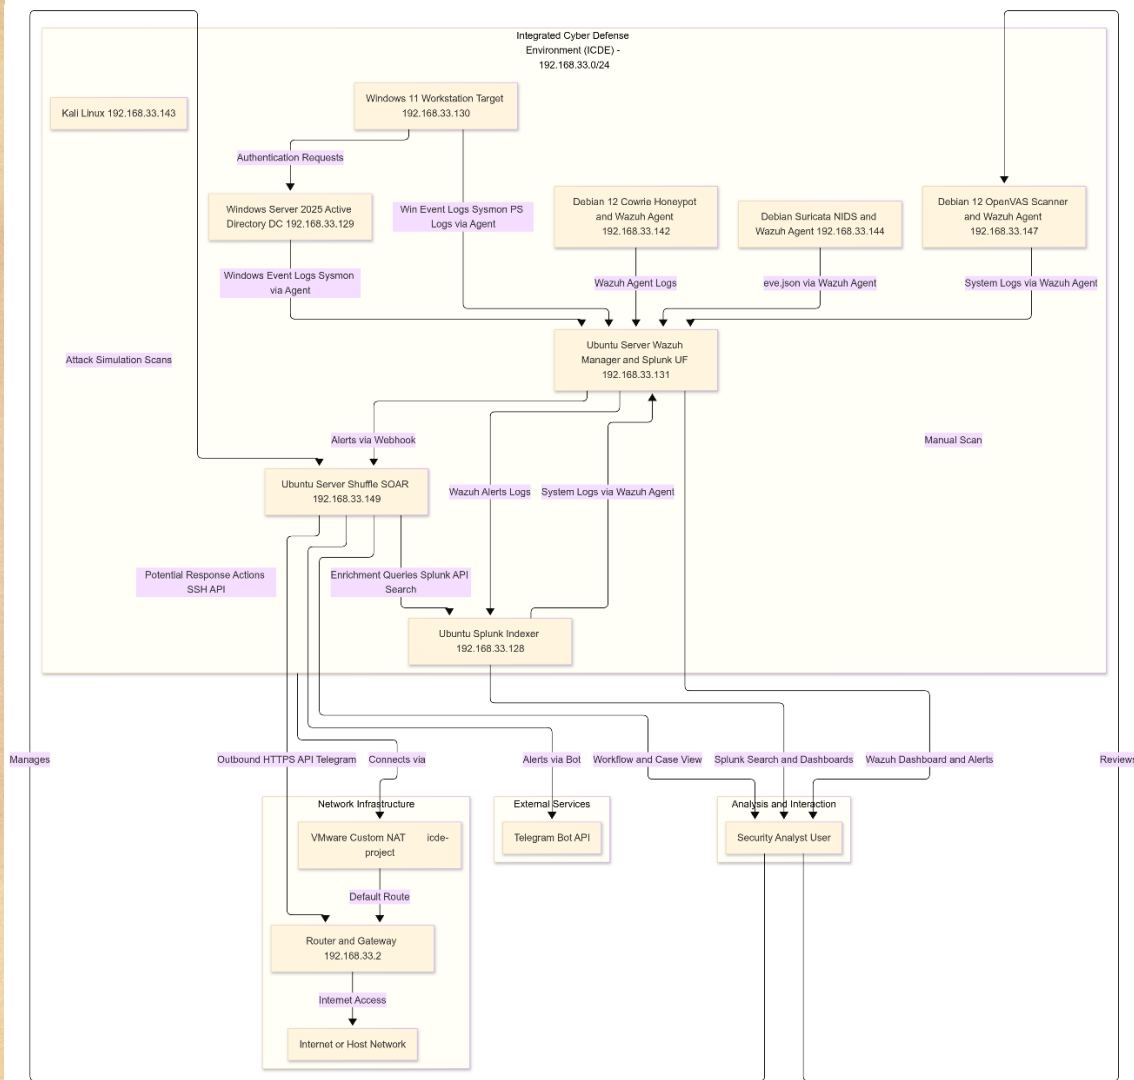 Integrated Cyber Defense
Environment (ICDE) -
192.168.33.0/24
Kali Linux 192.168.33.143
Windows 11 Workstation Target
192.168.33.130
Authentication Requests
Windows Server 2025 Active
Directory DC 192.168.33.129
Win Event Logs Sysmon PS
Logs via Agent
Debian 12 Cowrie Honeypot
and Wazuh Agent
192.168.33.142
Debian Suricata NIDS and
Wazuh Agent 192.168.33.144
Debian 12 OpenVAS Scanner
and Wazuh Agent
192.168.33.147
Windows Event Logs Sysmon
via Agent
Wazuh Agent Logs
eve.json via Wazuh Agent
System Logs via Wazuh Agent
Attack Simulation Scans
Ubuntu Server Wazuh
Manager and Splunk UF
192.168.33.131
Alerts via Webhook
Manual Scan
Ubuntu Server Shuffle SOAR
192.168.33.149
Wazuh Alerts Logs
System Logs via Wazuh Agent
Potential Response Actions
SSH API
Enrichment Queries Splunk API
Search
Ubuntu Splunk Indexer
192.168.33.128
Manages
Outbound HTTPS API Telegram
Connects via
Alerts via Bot
Workflow and Case View
Splunk Search and Dashboards
Wazuh Dashboard and Alerts
Reviews
Network Infrastructure
External Services
Analysis and Interaction
VMware Custom NAT icde-
project
Telegram Bot API
Security Analyst User
Default Route
Router and Gateway
192.168.33.2
Internet Access
Internet or Host Network